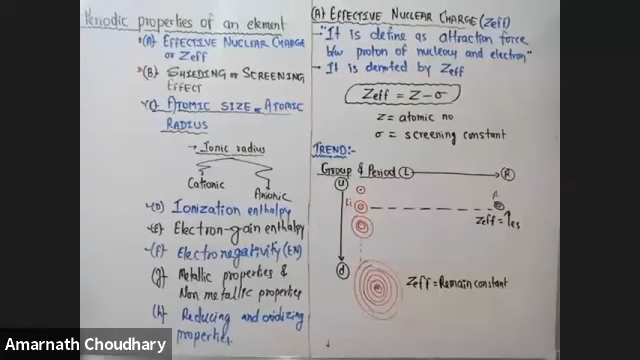 Periodic properties of an element
(A) EFFECTIVE NUCLEAR CHARGE
or Zeff
(B) SHIEDING or SCREENING
EFFECT
(C) ATOMIC SIZE or ATOMIC
RADIUS
Ionic radius
Cationic
Anionic
(D) Ionization enthalpy
(E) Electron-gain enthalpy
(F) Electronegativity (EN)
(g) Metallic properties &
Non metallic properties
(h) Reducing and oxidizing
properties
(A) EFFECTIVE NUCLEAR CHARGE (Zeff)
"It is define as attraction force
b/w proton of nucleus and electron"
It is denoted by Zeff
Zeff = Z - σ
Z = atomic no
σ = screening constant
TREND:-
Group & Period (L) → (R)
(U)
Li
F
Zeff = ↑es
(d)
Zeff = Remain constant
Amarnath Choudhary